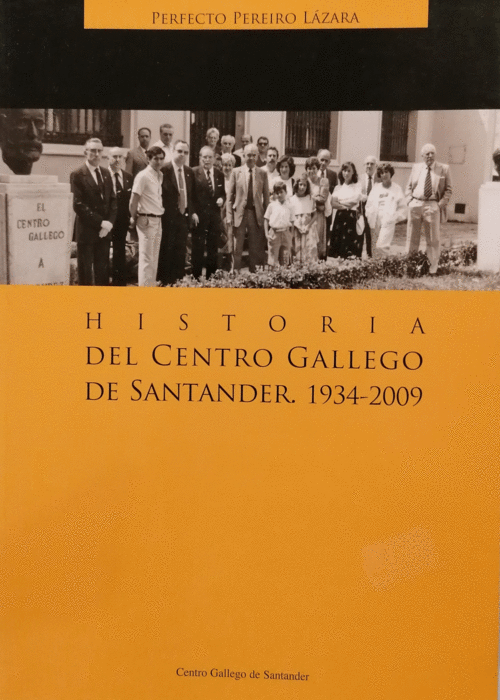 PERFECTO PEREIRO LÁZARA
EL
CENTRO
GALLEGO
A
HISTORIA
DEL CENTRO GALLEGO
DE SANTANDER. 1934-2009
Centro Gallego de Santander